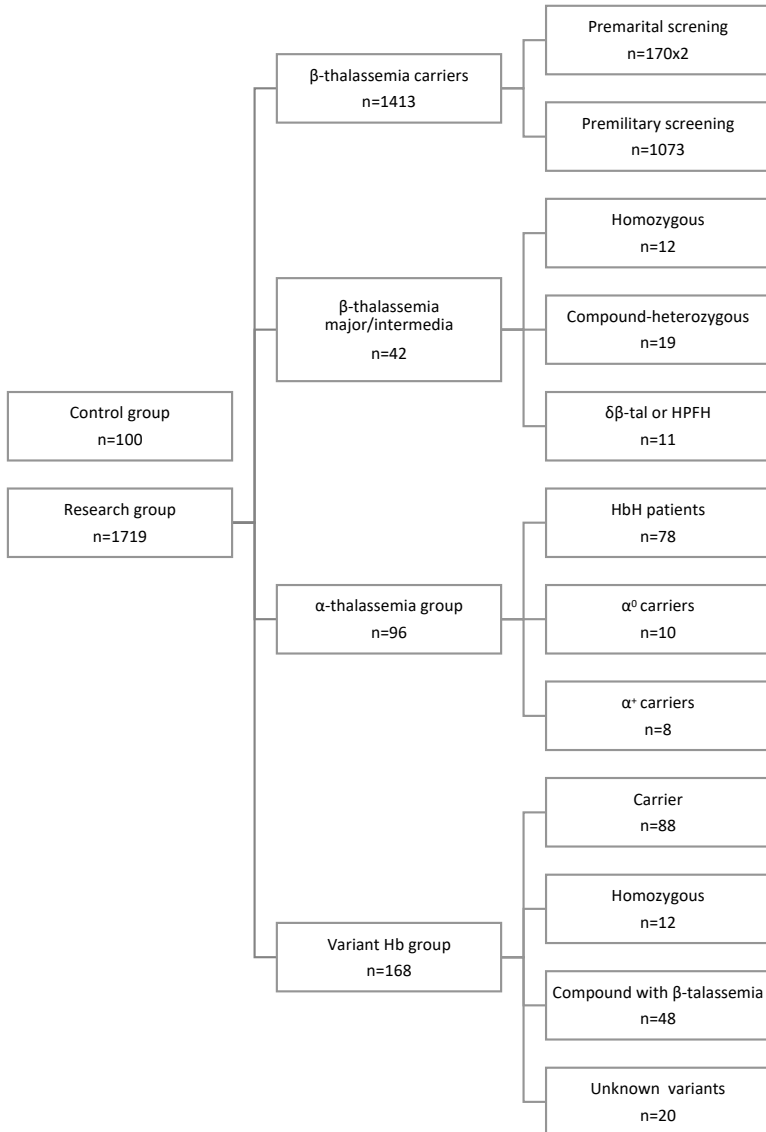 Control group
n=100
Research group
n=1719
β-thalassemia carriers
n=1413
Premarital screning
n=170x2
Premilitary screening
n=1073
β-thalassemia
major/intermedia
n=42
Homozygous
n=12
Compound-heterozygous
n=19
δβ-tal or HPFH
n=11
α-thalassemia group
n=96
HbH patients
n=78
α⁰ carriers
n=10
α⁺ carriers
n=8
Variant Hb group
n=168
Carrier
n=88
Homozygous
n=12
Compound with β-talassemia
n=48
Unknown variants
n=20